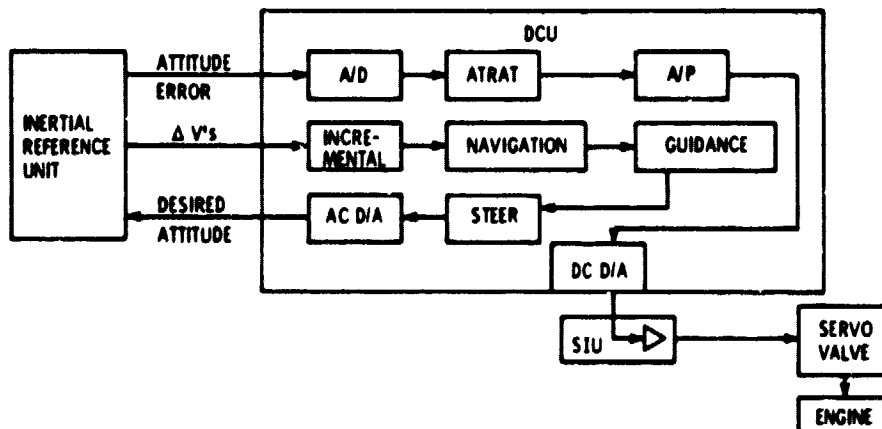 DCU
ATTITUDE
ERROR
A/D
ATRAT
A/P
INERTIAL
REFERENCE
UNIT
Δ V's
INCRE-
MENTAL
NAVIGATION
GUIDANCE
DESIRED
ATTITUDE
AC D/A
STEER
DC D/A
SIU
SERVO
VALVE
ENGINE